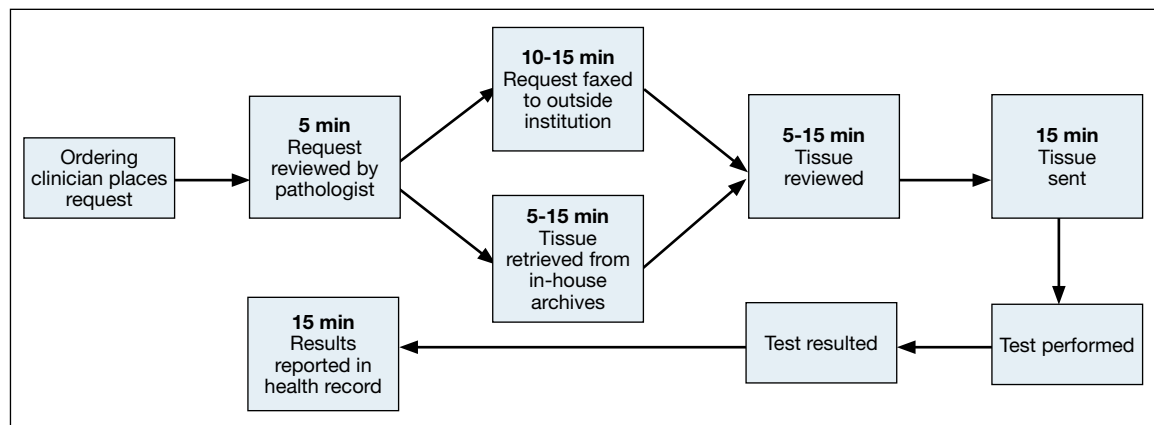 Ordering
clinician places
request
5 min
Request
reviewed by
pathologist
10-15 min
Request faxed
to outside
institution
5-15 min
Tissue
retrieved from
in-house
archives
5-15 min
Tissue
reviewed
15 min
Tissue
sent
Test performed
Test resulted
15 min
Results
reported in
health record